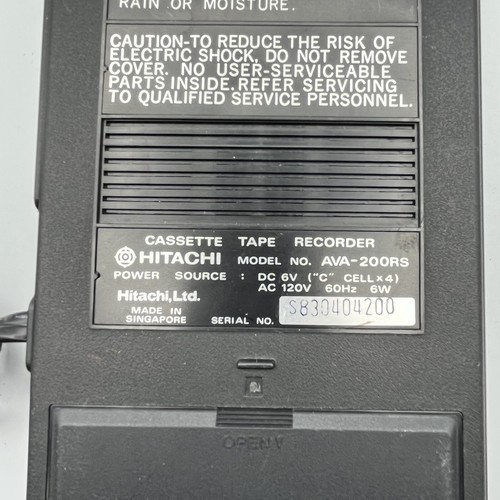 RAIN OR MOISTURE.
CAUTION-TO REDUCE THE RISK OF
ELECTRIC SHOCK, DO NOT REMOVE
COVER. NO USER-SERVICEABLE
PARTS INSIDE. REFER SERVICING
TO QUALIFIED SERVICE PERSONNEL.
CASSETTE TAPE RECORDER
HITACHI MODEL NO. AVA-200RS
POWER SOURCE : DC 6V ("C" CELL×4)
AC 120V 60Hz 6W
Hitachi, Ltd.
MADE IN
SINGAPORE SERIAL NO. S830404200
OPEN